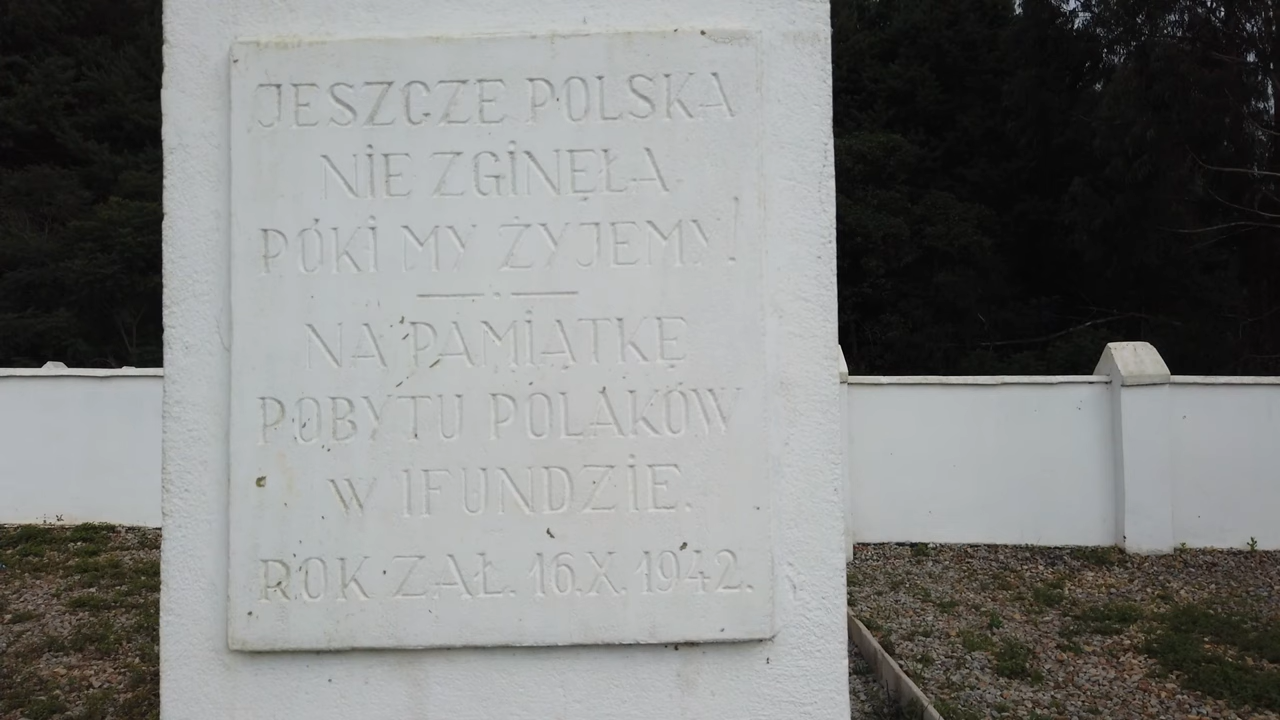 JESZCZE POLSKA
NIE ZGINĘŁA
PÓKI MY ŻYJEMY!
NA PAMIĄTKĘ
POBYTU POLAKÓW
W IFUNDZIE.
ROK ZAŁ. 16.X.1942.